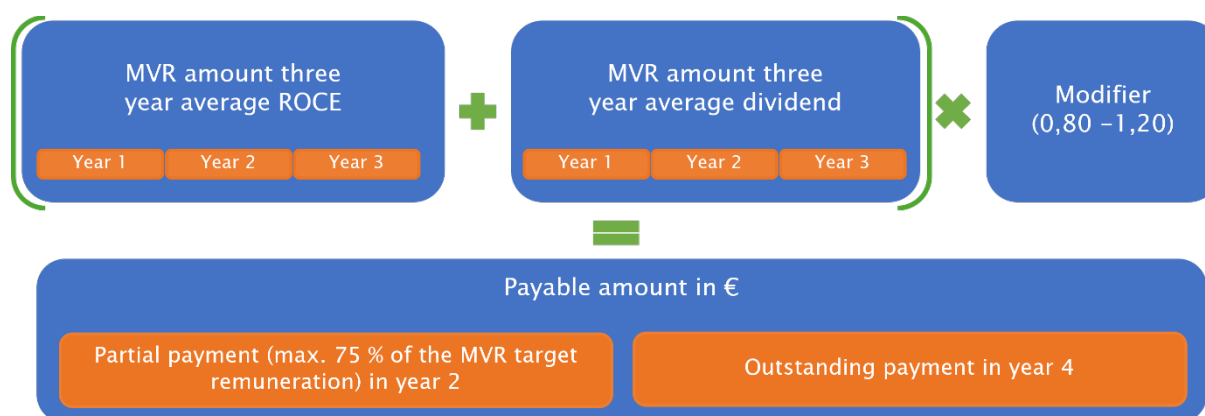 MVR amount three
year average ROCE
Year 1 Year 2 Year 3
MVR amount three
year average dividend
Year 1 Year 2 Year 3
Modifier
(0,80 -1,20)
Payable amount in €
Partial payment (max. 75 % of the MVR target
remuneration) in year 2
Outstanding payment in year 4